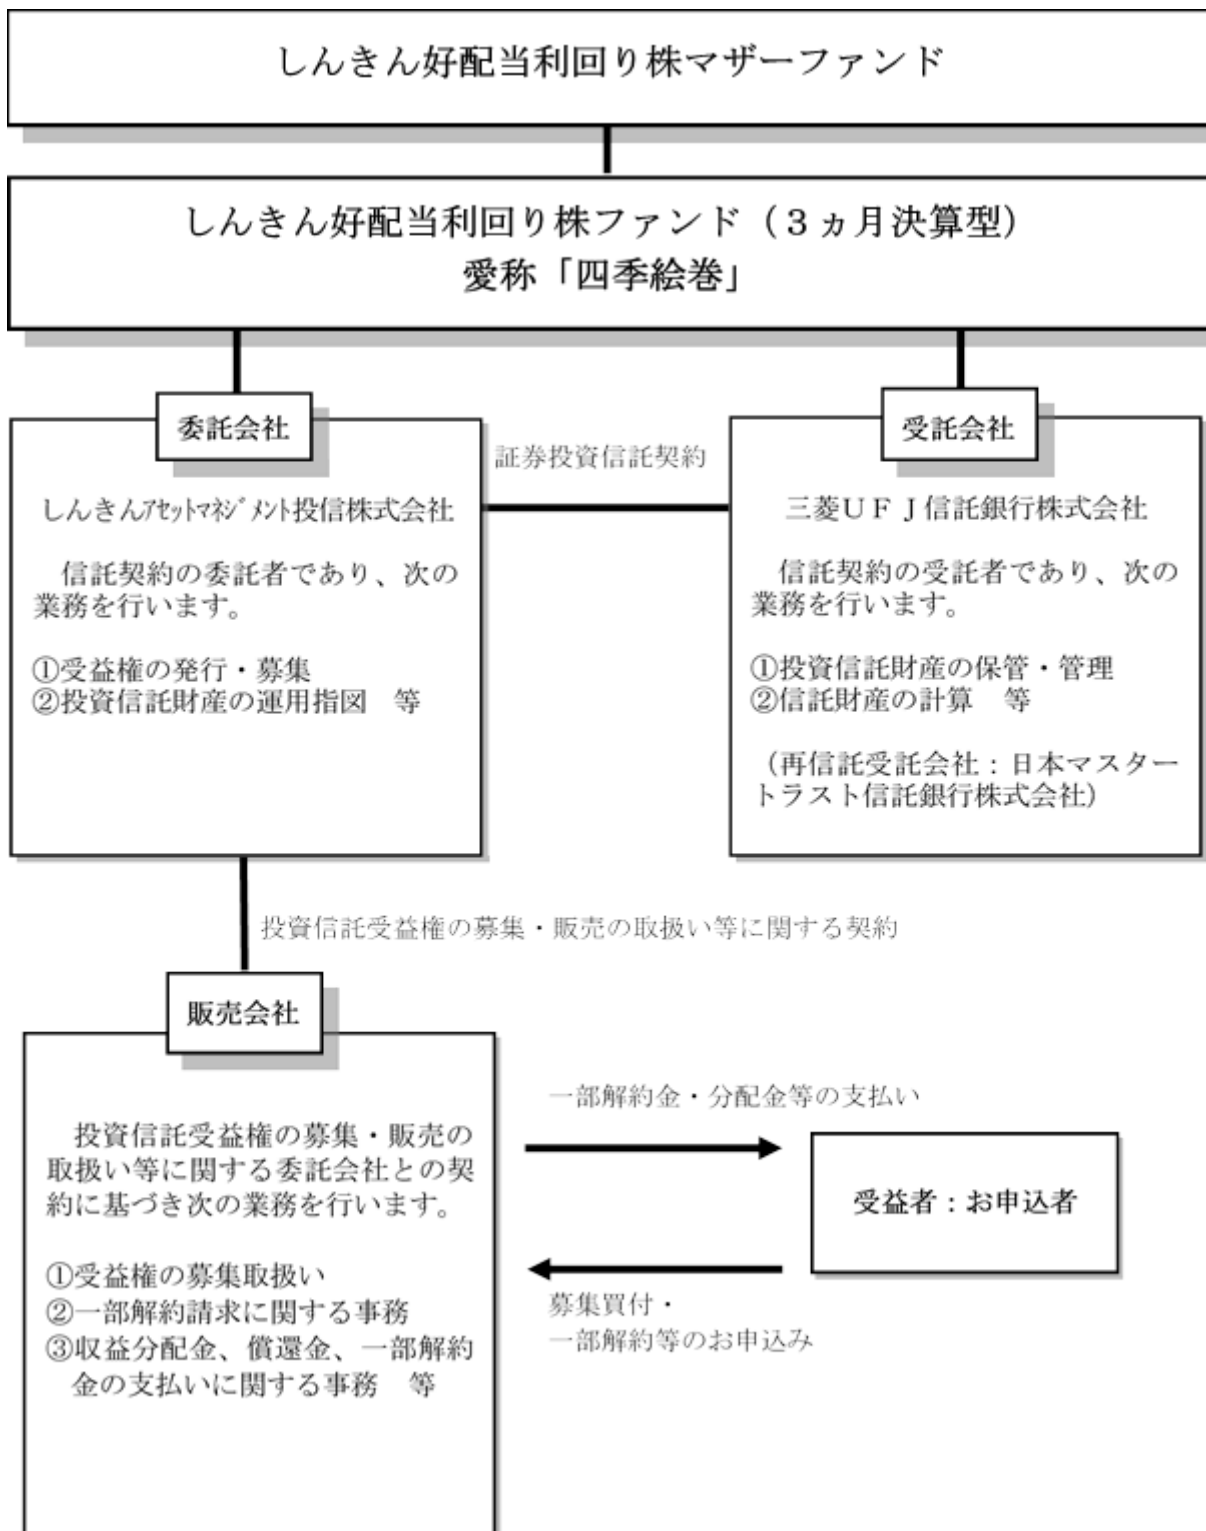 しんきん好配当利回り株マザーファンド
しんきん好配当利回り株ファンド（３ヵ月決算型）
愛称「四季絵巻」
委託会社
しんきんｱｾｯﾄﾏﾈｼﾞﾒﾝﾄ投信株式会社
信託契約の委託者であり、次の
業務を行います。
①受益権の発行・募集
②投資信託財産の運用指図　等
証券投資信託契約
受託会社
三菱ＵＦＪ信託銀行株式会社
信託契約の受託者であり、次の
業務を行います。
①投資信託財産の保管・管理
②信託財産の計算　等
（再信託受託会社：日本マスター
トラスト信託銀行株式会社）
投資信託受益権の募集・販売の取扱い等に関する契約
販売会社
投資信託受益権の募集・販売の
取扱い等に関する委託会社との契
約に基づき次の業務を行います。
①受益権の募集取扱い
②一部解約請求に関する事務
③収益分配金、償還金、一部解約
金の支払いに関する事務　等
一部解約金・分配金等の支払い
受益者：お申込者
募集買付・
一部解約等のお申込み